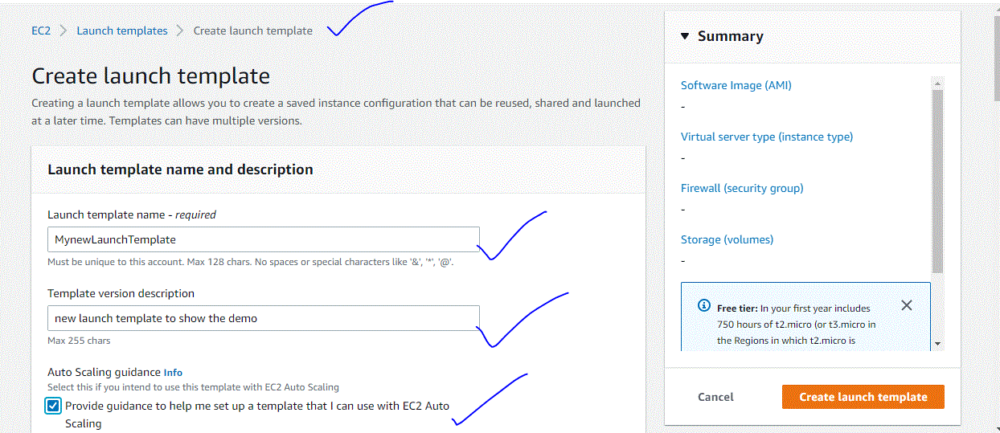 EC2 > Launch templates > Create launch template
Create launch template
Creating a launch template allows you to create a saved instance configuration that can be reused, shared and launched
at a later time. Templates can have multiple versions.
Launch template name and description
Launch template name - required
MynewLaunchTemplate
Must be unique to this account. Max 128 chars. No spaces or special characters like '&', '*', '@'.
Template version description
new launch template to show the demo
Max 255 chars
Auto Scaling guidance Info
Select this if you intend to use this template with EC2 Auto Scaling
Provide guidance to help me set up a template that I can use with EC2 Auto
Scaling
Summary
Software Image (AMI)
-
Virtual server type (instance type)
-
Firewall (security group)
-
Storage (volumes)
-
Free tier: In your first year includes
750 hours of t2.micro (or t3.micro in
the Regions in which t2.micro is
Cancel
Create launch template